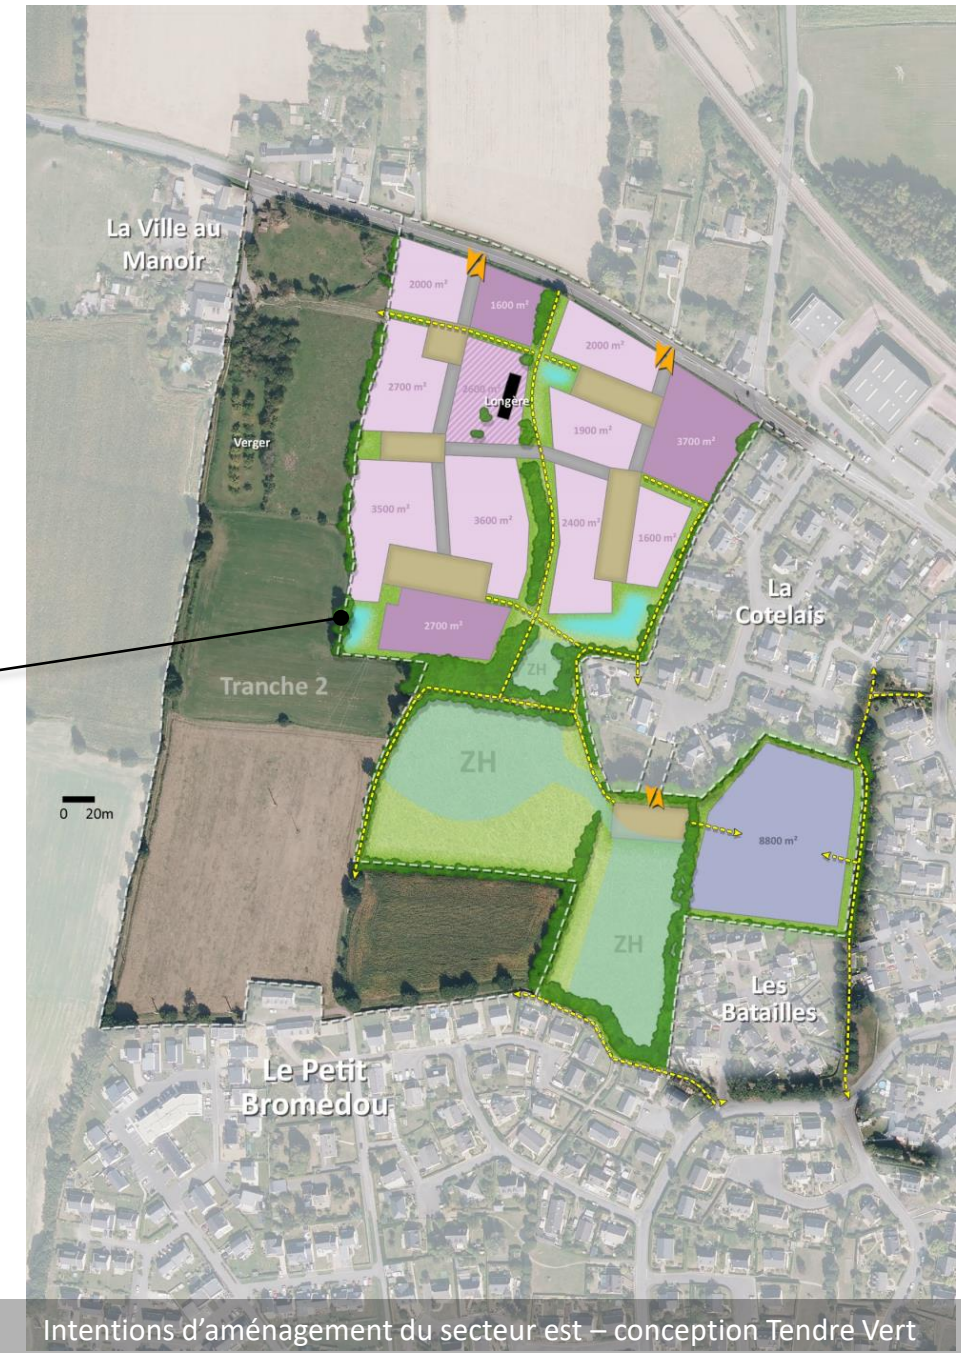 La Ville au
Manoir
2000 m²
1600 m²
2000 m²
2700 m²
2600 m²
Longère
1900 m²
3700 m²
Verger
3500 m²
3600 m²
2400 m²
1600 m²
La
Cotelais
2700 m²
ZH
Tranche 2
ZH
0 20m
8800 m²
ZH
Les
Batailles
Le Petit
Bromedou
Intentions d’aménagement du secteur est – conception Tendre Vert